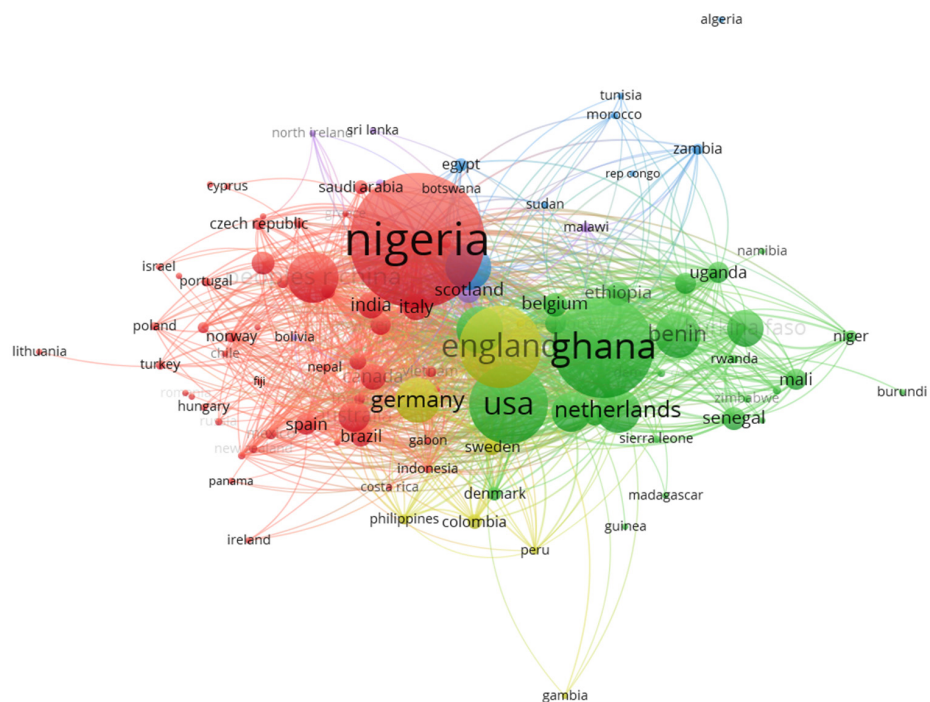 algeria
tunisia
morocco
north ireland
sri lanka
zambia
egypt
rep congo
cyprus
saudi arabia
botswana
sudan
czech republic
malawi
nigeria
namibia
israel
portugal
scotland
ethiopia
uganda
india
italy
belgium
poland
norway
bolivia
england
ghana
benin
niger
lithuania
chile
turkey
nepal
vietnam
rwanda
fiji
canada
mali
burundi
hungary
germany
usa
netherlands
zimbabwe
senegal
spain
brazil
gabon
sweden
sierra leone
indonesia
panama
costa rica
denmark
madagascar
philippines
colombia
guinea
ireland
peru
gambia